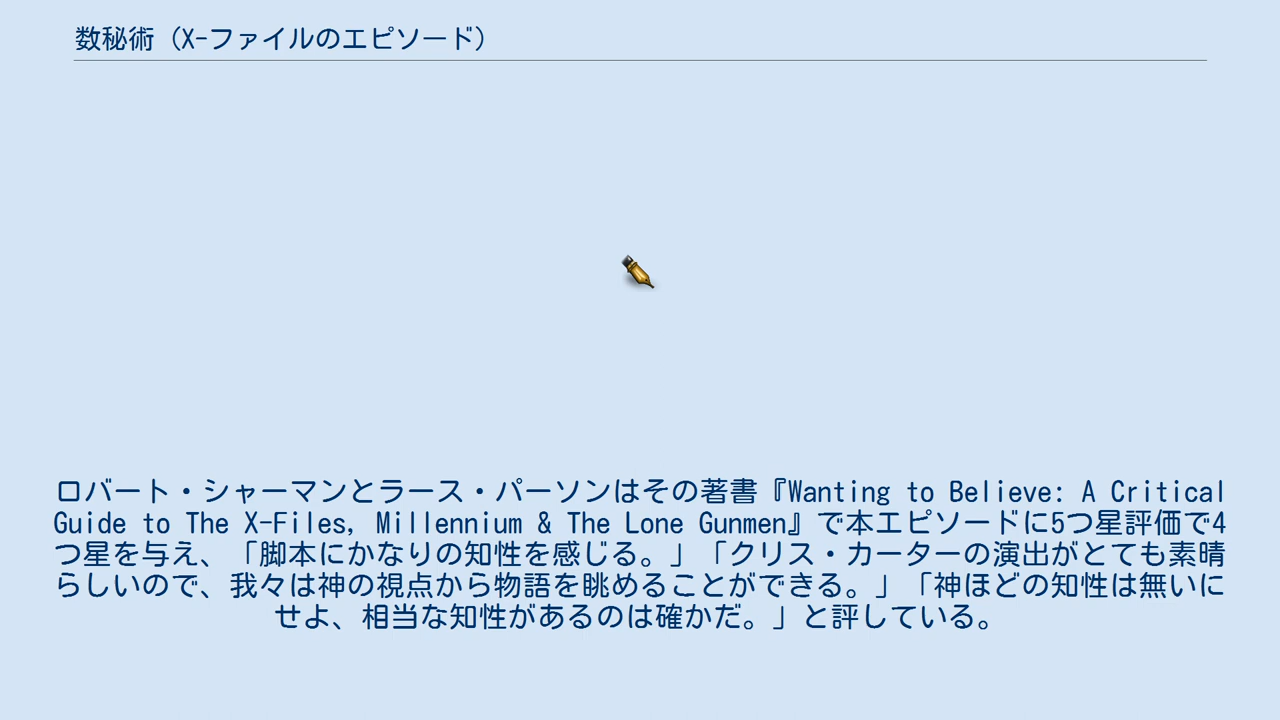 数秘術（X-ファイルのエピソード）
ロバート・シャーマンとラース・パーソンはその著書『Wanting to Believe: A Critical
Guide to The X-Files, Millennium & The Lone Gunmen』で本エピソードに5つ星評価で4
つ星を与え、「脚本にかなりの知性を感じる。」「クリス・カーターの演出がとても素晴
らしいので、我々は神の視点から物語を眺めることができる。」「神ほどの知性は無いに
せよ、相当な知性があるのは確かだ。」と評している。